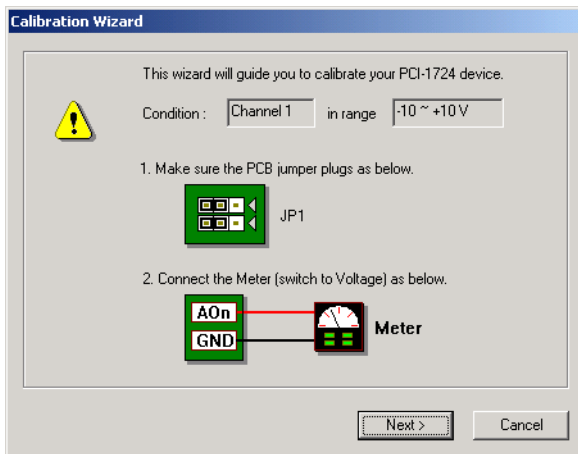 Calibration Wizard
This wizard will guide you to calibrate your PCI-1724 device.
Condition : Channel 1 in range -10 ~ +10 V
1. Make sure the PCB jumper plugs as below.
JP1
2. Connect the Meter (switch to Voltage) as below.
AOn
GND
Meter
Next >
Cancel